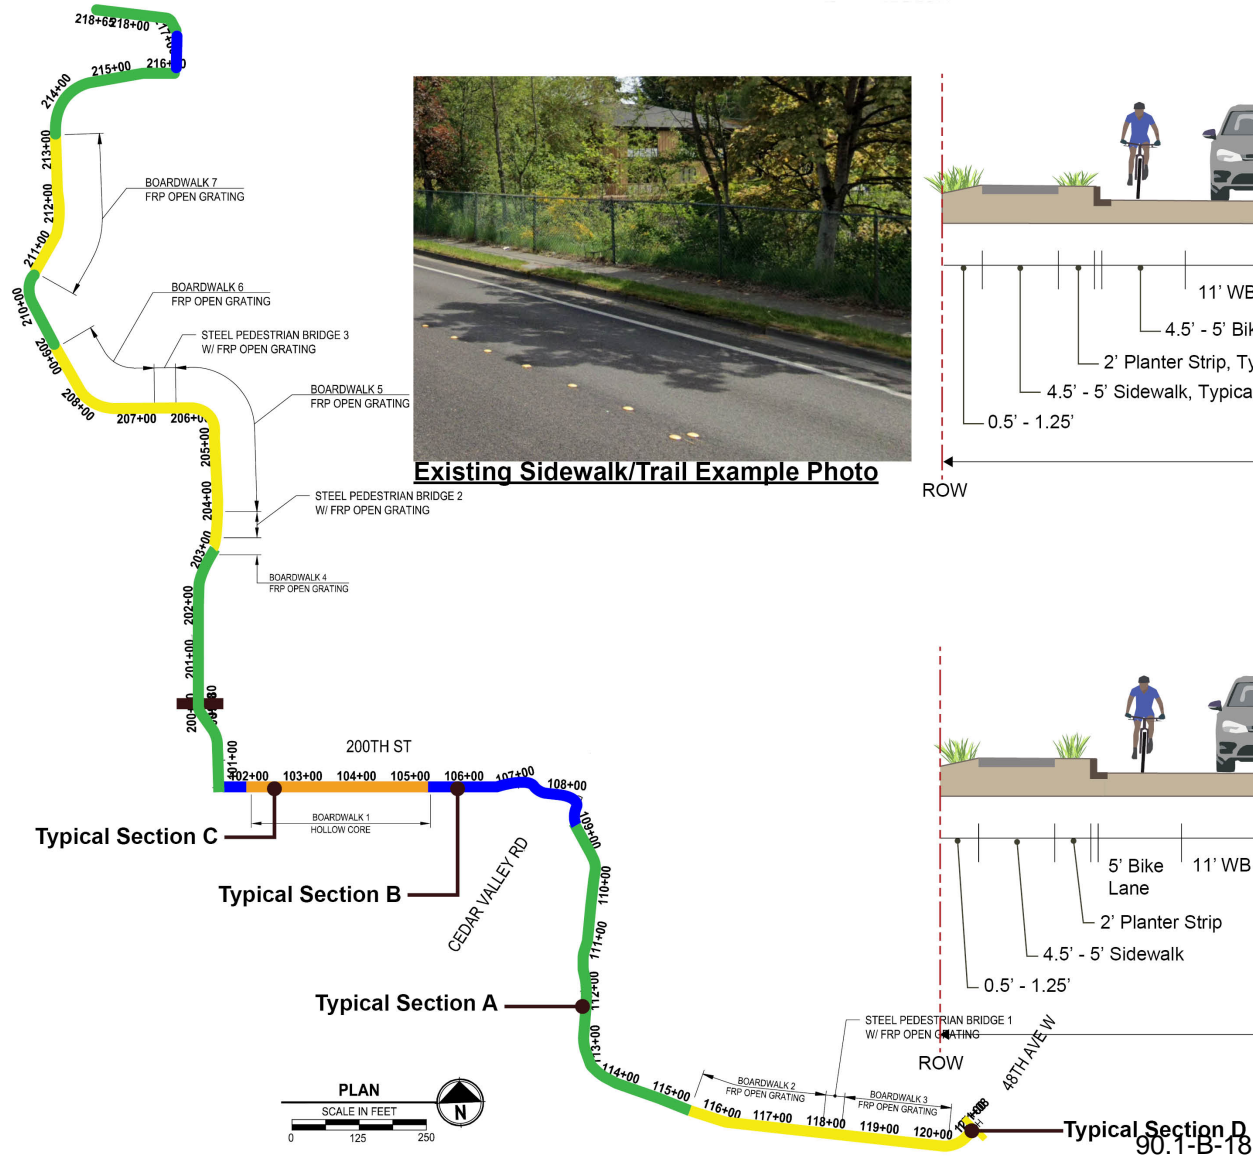 218+65
218+00
217+00
216+00
215+00
214+00
213+00
212+00
211+00
210+00
209+00
208+00
207+00
206+00
205+00
204+00
203+00
202+00
201+00
BOARDWALK 7
FRP OPEN GRATING
BOARDWALK 6
FRP OPEN GRATING
STEEL PEDESTRIAN BRIDGE 3
W/ FRP OPEN GRATING
BOARDWALK 5
FRP OPEN GRATING
STEEL PEDESTRIAN BRIDGE 2
W/ FRP OPEN GRATING
BOARDWALK 4
FRP OPEN GRATING
Existing Sidewalk/Trail Example Photo
11' WB
4.5' - 5' Bik
2' Planter Strip, Ty
4.5' - 5' Sidewalk, Typica
0.5' - 1.25'
ROW
200TH ST
101+00
102+00
103+00
104+00
105+00
106+00
107+00
108+00
109+00
110+00
111+00
112+00
113+00
114+00
115+00
116+00
117+00
118+00
119+00
120+00
BOARDWALK 1
HOLLOW CORE
Typical Section C
Typical Section B
CEDAR VALLEY RD
Typical Section A
5' Bike
Lane
11' WB
2' Planter Strip
4.5' - 5' Sidewalk
0.5' - 1.25'
ROW
STEEL PEDESTRIAN BRIDGE 1
W/ FRP OPEN GRATING
48TH AVE W
BOARDWALK 2
FRP OPEN GRATING
BOARDWALK 3
FRP OPEN GRATING
PLAN
SCALE IN FEET
0 125 250
N
Typical Section D
90.1-B-18